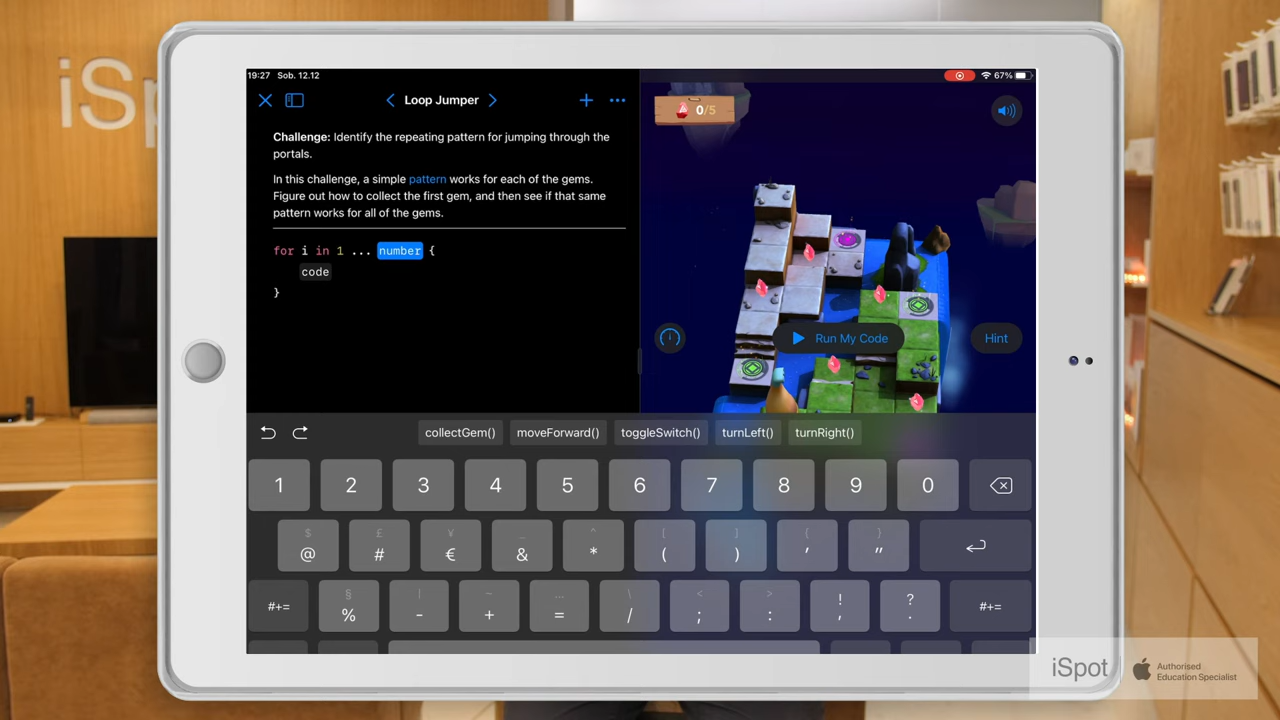 iSp
19:27 Sob. 12.12
67%
Loop Jumper
Challenge: Identify the repeating pattern for jumping through the
portals.
In this challenge, a simple pattern works for each of the gems.
Figure out how to collect the first gem, and then see if that same
pattern works for all of the gems.
for i in 1 ... number {
code
}
0/5
Run My Code
Hint
collectGem() moveForward() toggleSwitch() turnLeft() turnRight()
1 2 3 4 5 6 7 8 9 0
$ £ ¥ _ ^ [ ] { }
@ # € & * ( ) ' "
§ | ~ … \ < > ! ?
#+= % - + = / ; : , . #+=
iSpot
Authorised
Education Specialist